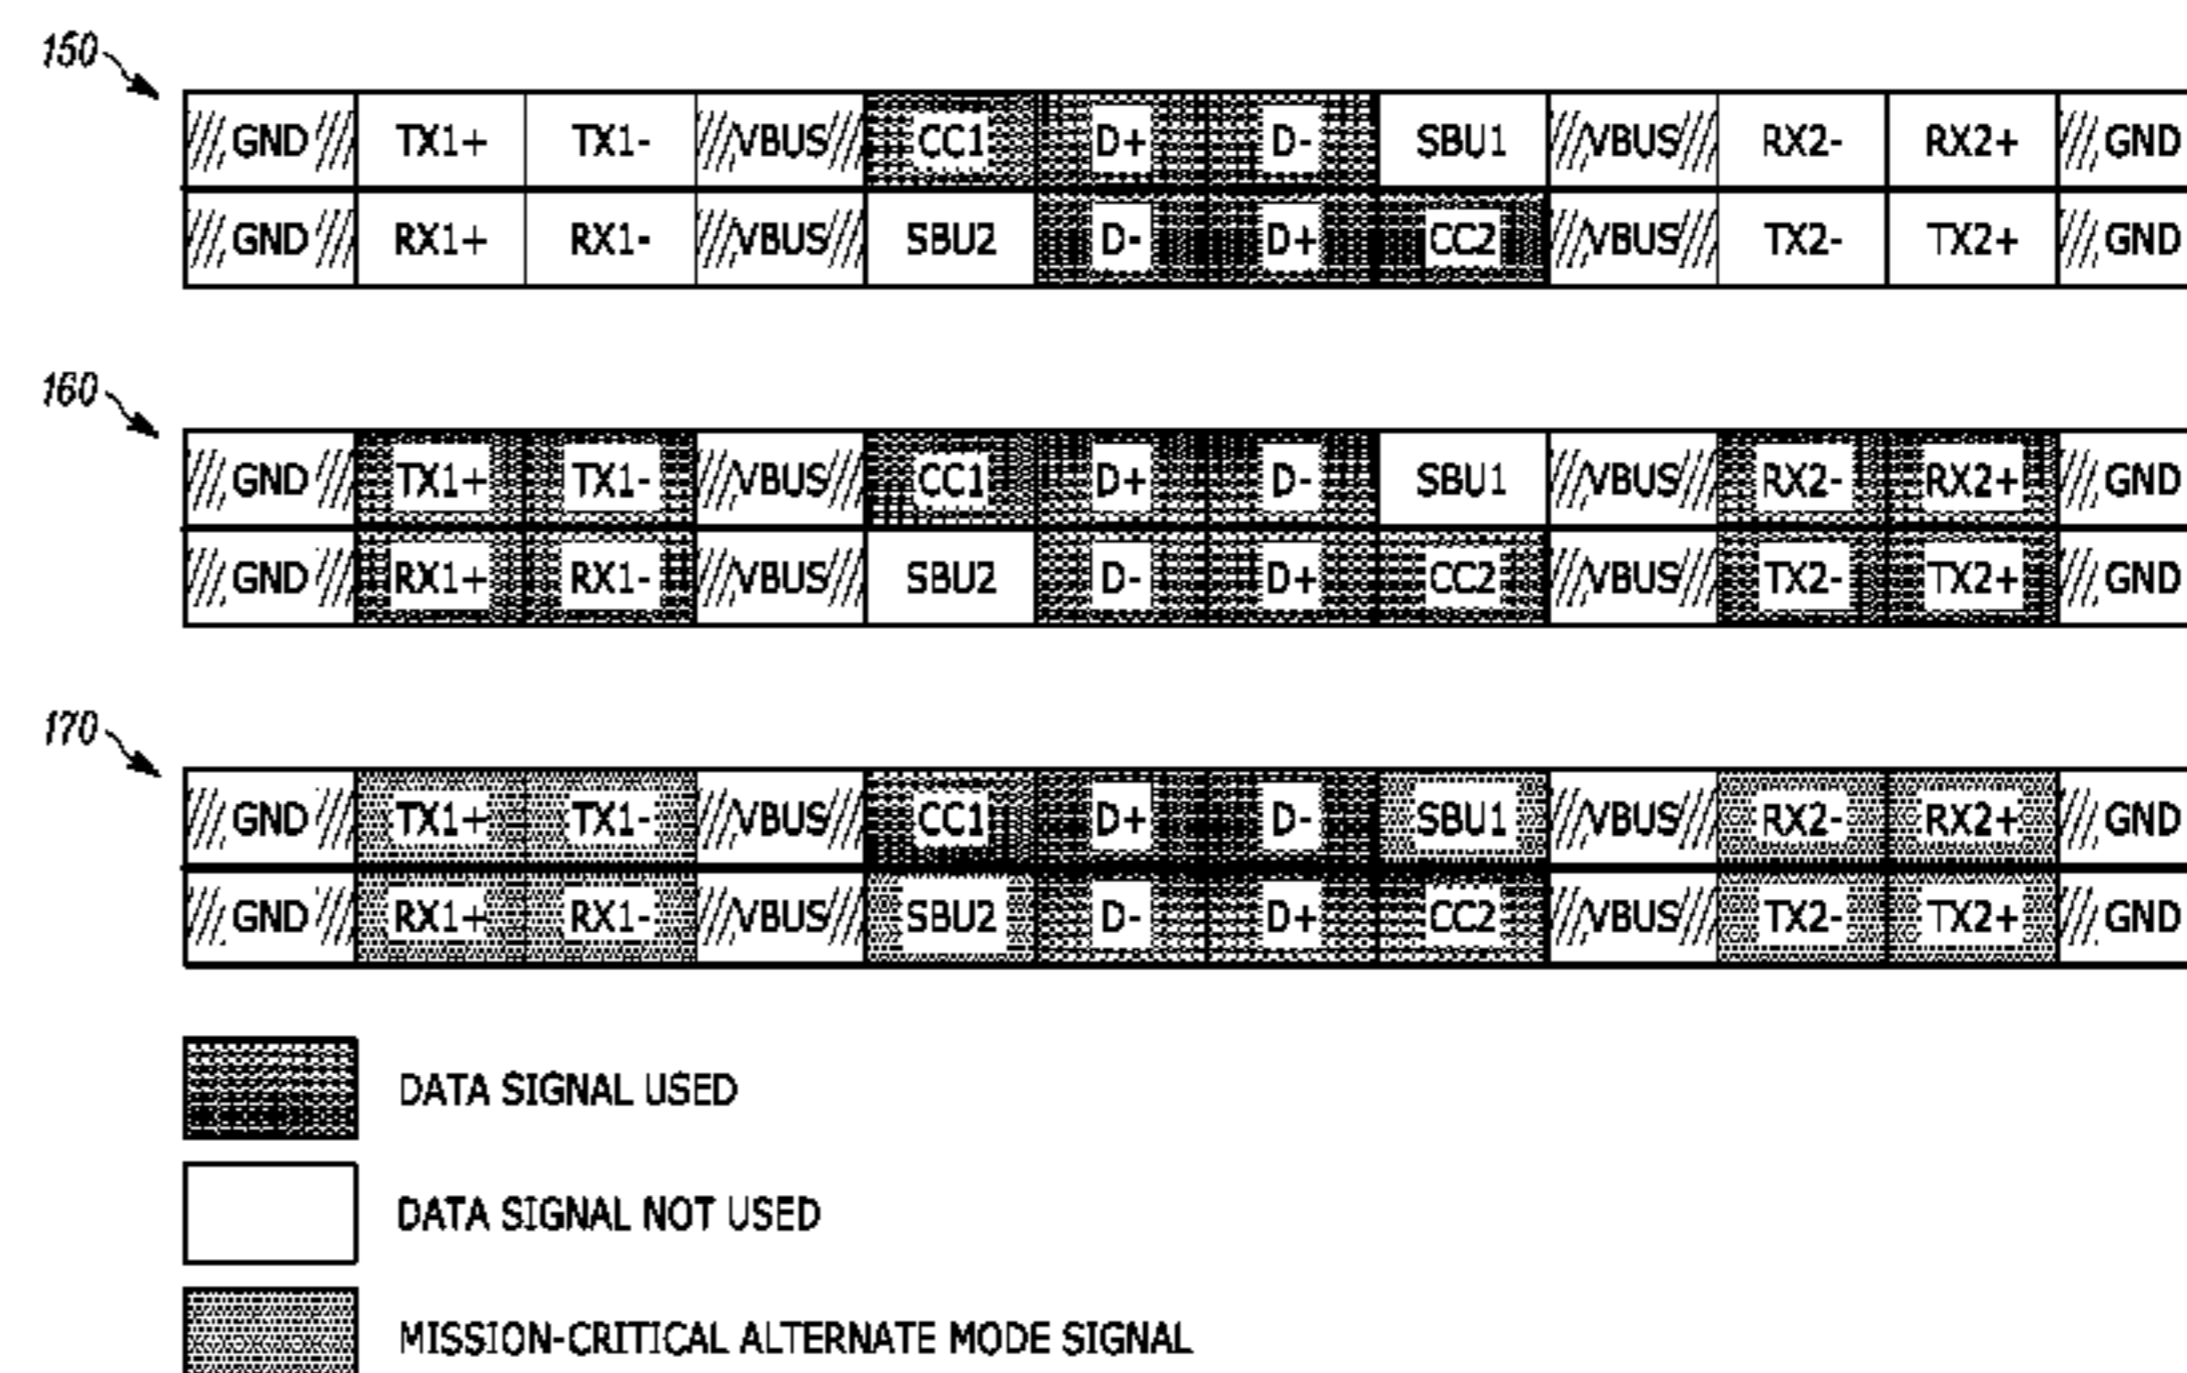 150
GND TX1+ TX1- VBUS CC1 D+ D- SBU1 VBUS RX2- RX2+ GND
GND RX1+ RX1- VBUS SBU2 D- D+ CC2 VBUS TX2- TX2+ GND
160
GND TX1+ TX1- VBUS CC1 D+ D- SBU1 VBUS RX2- RX2+ GND
GND RX1+ RX1- VBUS SBU2 D- D+ CC2 VBUS TX2- TX2+ GND
170
GND TX1+ TX1- VBUS CC1 D+ D- SBU1 VBUS RX2- RX2+ GND
GND RX1+ RX1- VBUS SBU2 D- D+ CC2 VBUS TX2- TX2+ GND
DATA SIGNAL USED
DATA SIGNAL NOT USED
MISSION-CRITICAL ALTERNATE MODE SIGNAL